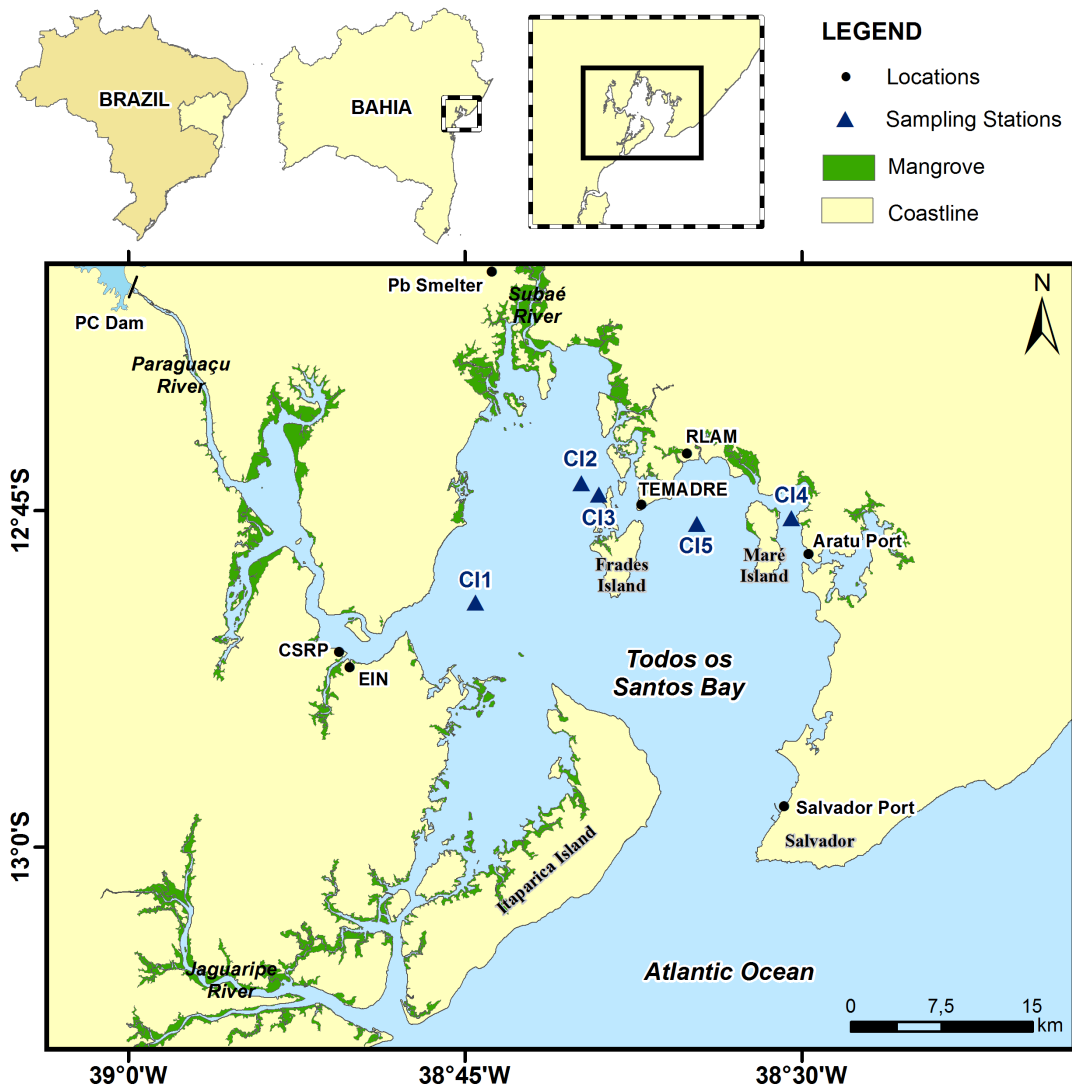 BRAZIL
BAHIA
LEGEND
Locations
Sampling Stations
Mangrove
Coastline
N
Pb Smelter
Subaé
River
PC Dam
Paraguaçu
River
RLAM
CI2
TEMADRE
CI4
CI3
CI5
Aratu Port
Frades
Island
Maré
Island
CI1
CSRP
EIN
Todos os
Santos Bay
Salvador Port
Salvador
Itaparica Island
Jaguaripe
River
Atlantic Ocean
0 7,5 15
km
12°45'S
13°0'S
39°0'W 38°45'W 38°30'W